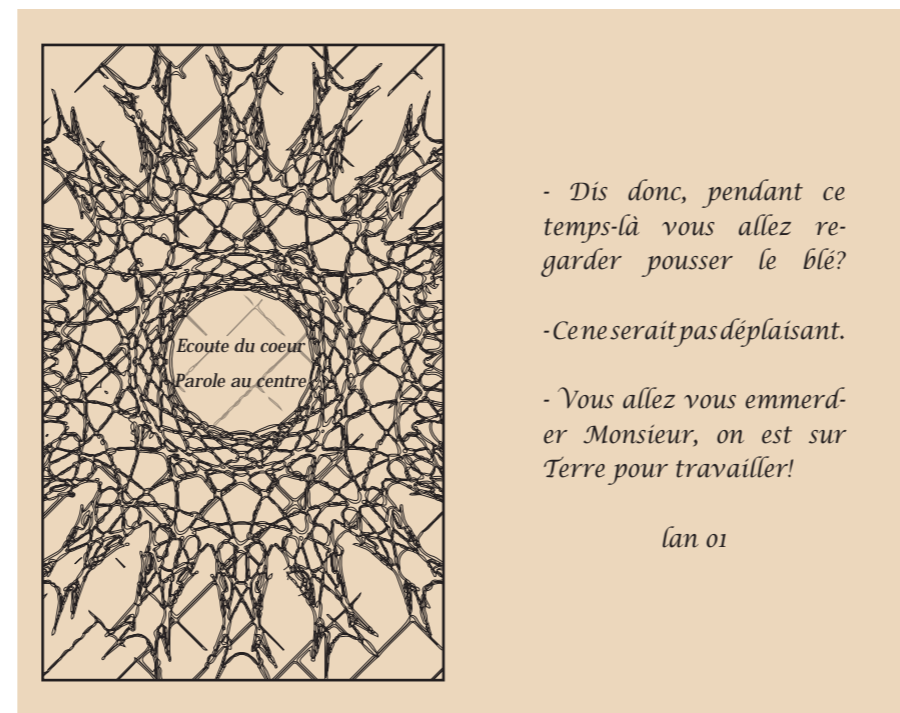 Ecoute du coeur
Parole au centre
- Dis donc, pendant ce
temps-là vous allez re-
garder pousser le blé?
-Ce ne serait pas déplaisant.
- Vous allez vous emmerd-
er Monsieur, on est sur
Terre pour travailler!
lan 01